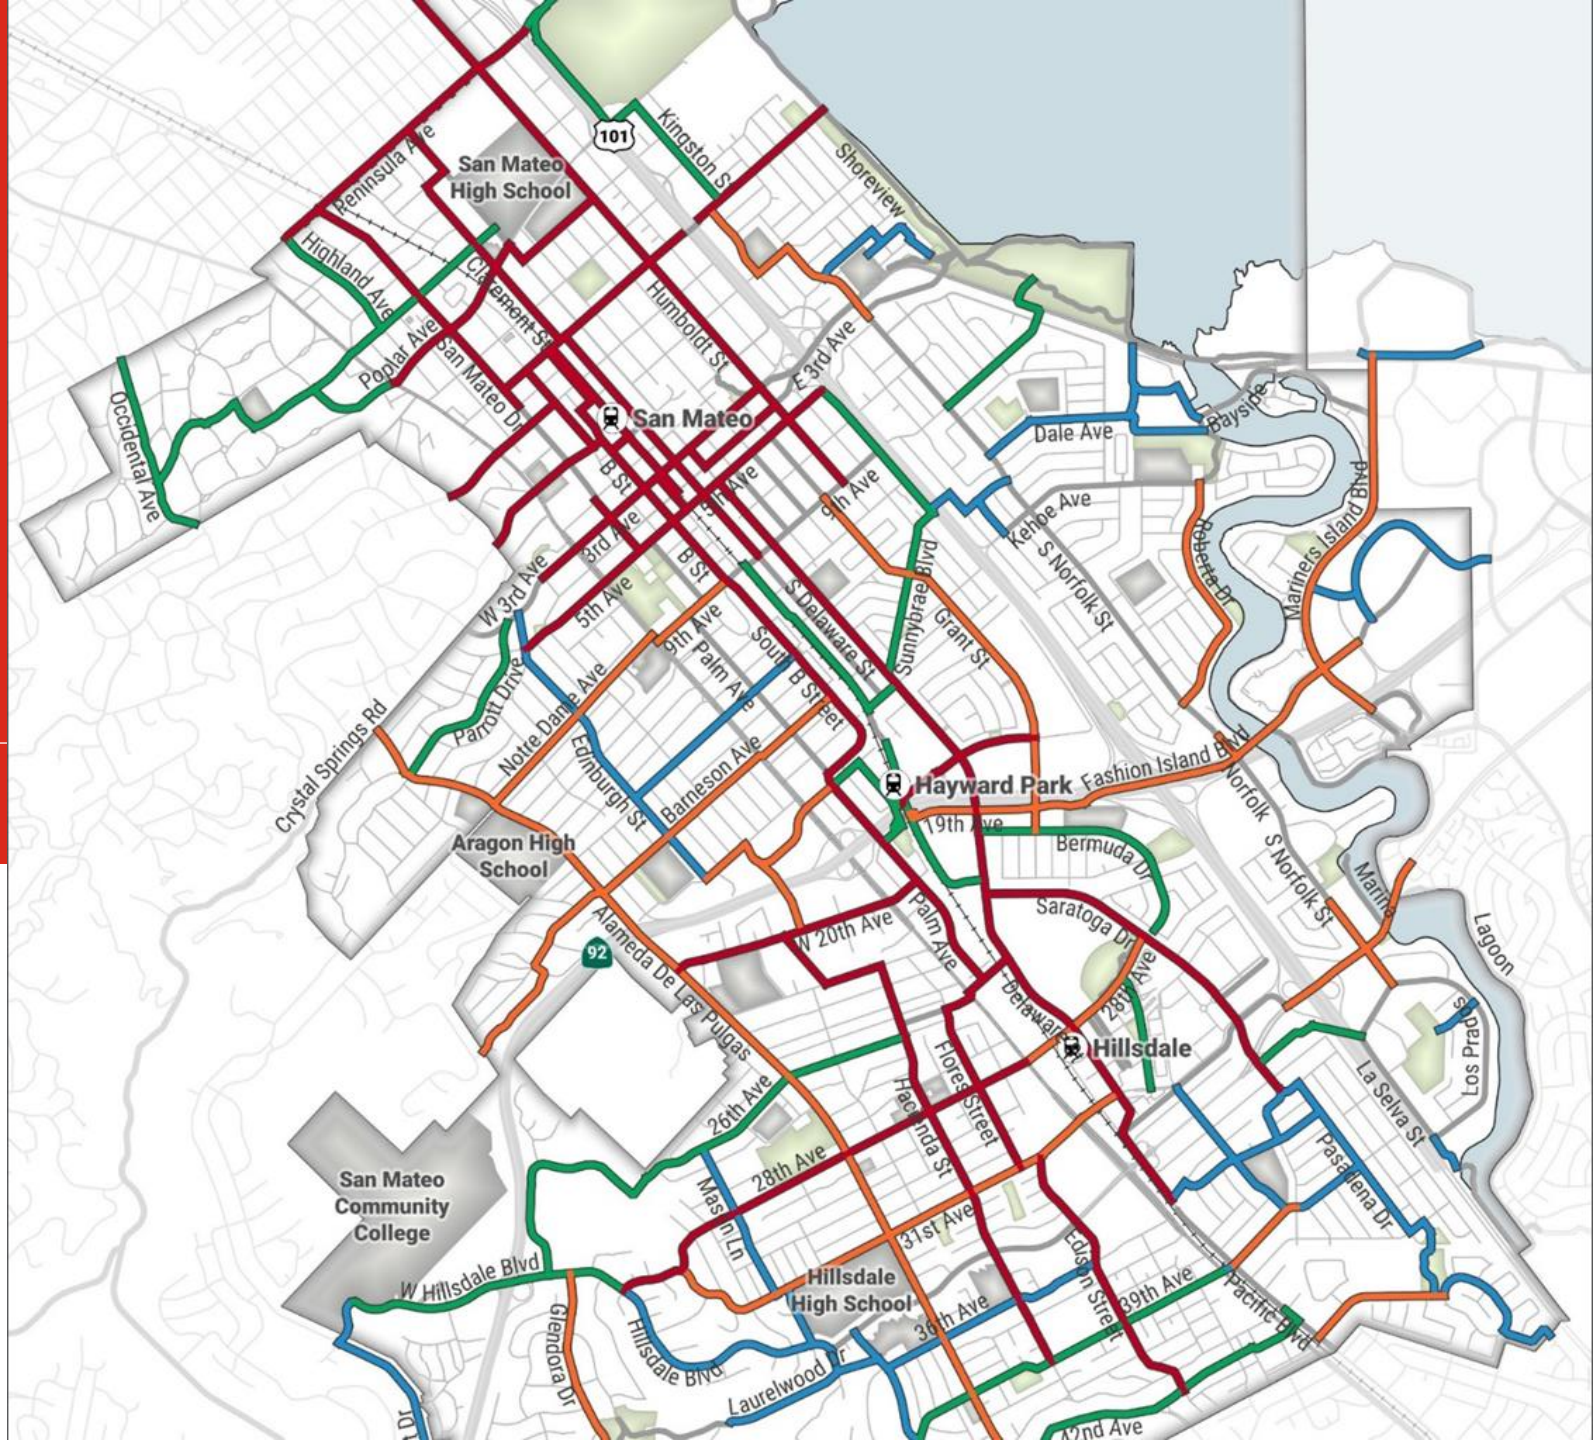 101
Kingston S
Peninsula Ave
San Mateo
High School
Shoreview
Highland Ave
Claremont St
Humboldt St
Poplar Ave
San Mateo Dr
E 3rd Ave
Occidental Ave
San Mateo
Bayside
Dale Ave
B St
5th Ave
9th Ave
Kehoe Ave
Mariners Island Blvd
3rd Ave
W 3rd Ave
B St
S Norfolk St
Roberta Dr
5th Ave
9th Ave
S Delaware St
Sunnybrae Blvd
Grant St
Palm Ave
South B Street
Parrott Drive
Notre Dame Ave
Crystal Springs Rd
Edinburgh St
Barneson Ave
Hayward Park
Fashion Island Blvd
Norfolk
19th Ave
Aragon High
School
Bermuda Dr
S Norfolk St
Marina
Lagoon
Saratoga Dr
W 20th Ave
Palm Ave
92
Alameda De Las Pulgas
Delaware
28th Ave
Hillsdale
Los Prados
La Selva St
Flores Street
26th Ave
Hacienda St
28th Ave
Mason Ln
Pasadena Dr
San Mateo
Community
College
31st Ave
Edison Street
W Hillsdale Blvd
Hillsdale
High School
39th Ave
Pacific Blvd
36th Ave
Glendora Dr
Hillsdale Blvd
Laurelwood Dr
42nd Ave